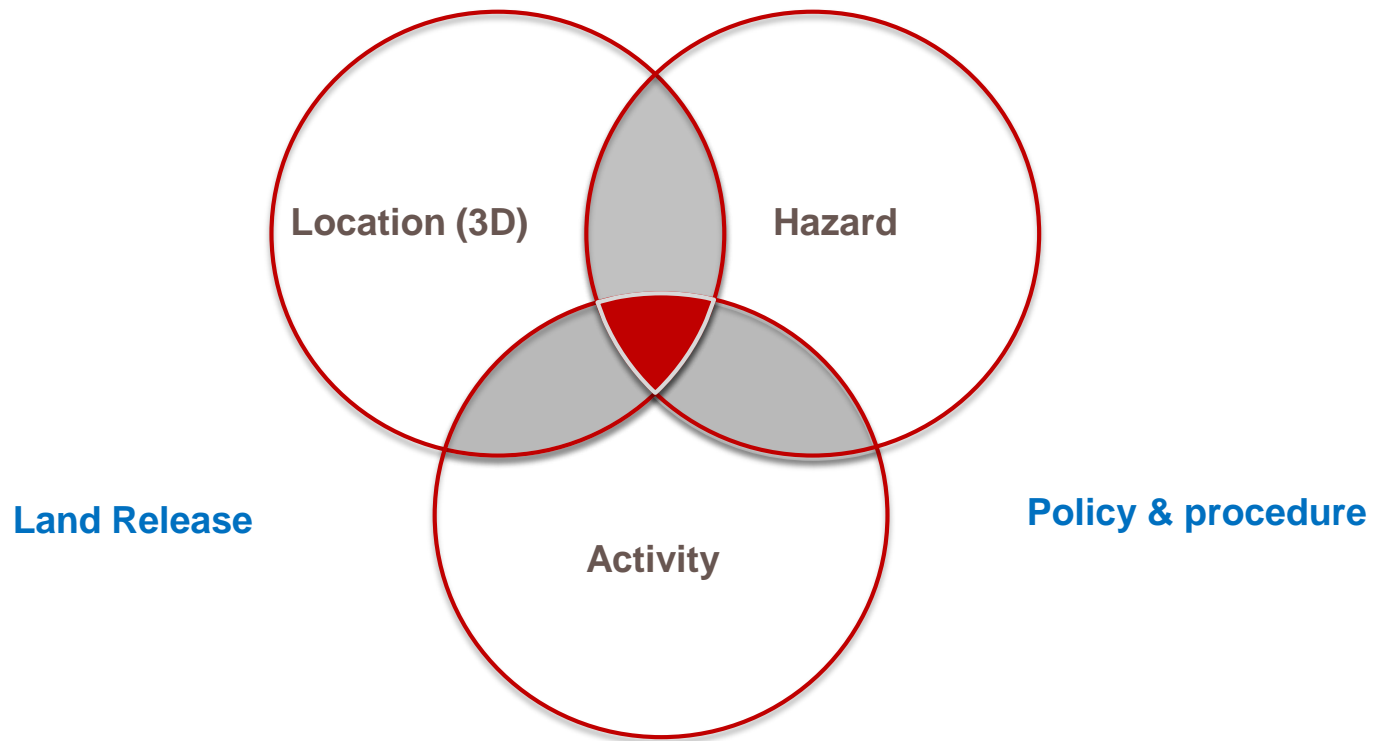 Location (3D)
Hazard
Land Release
Policy & procedure
Activity